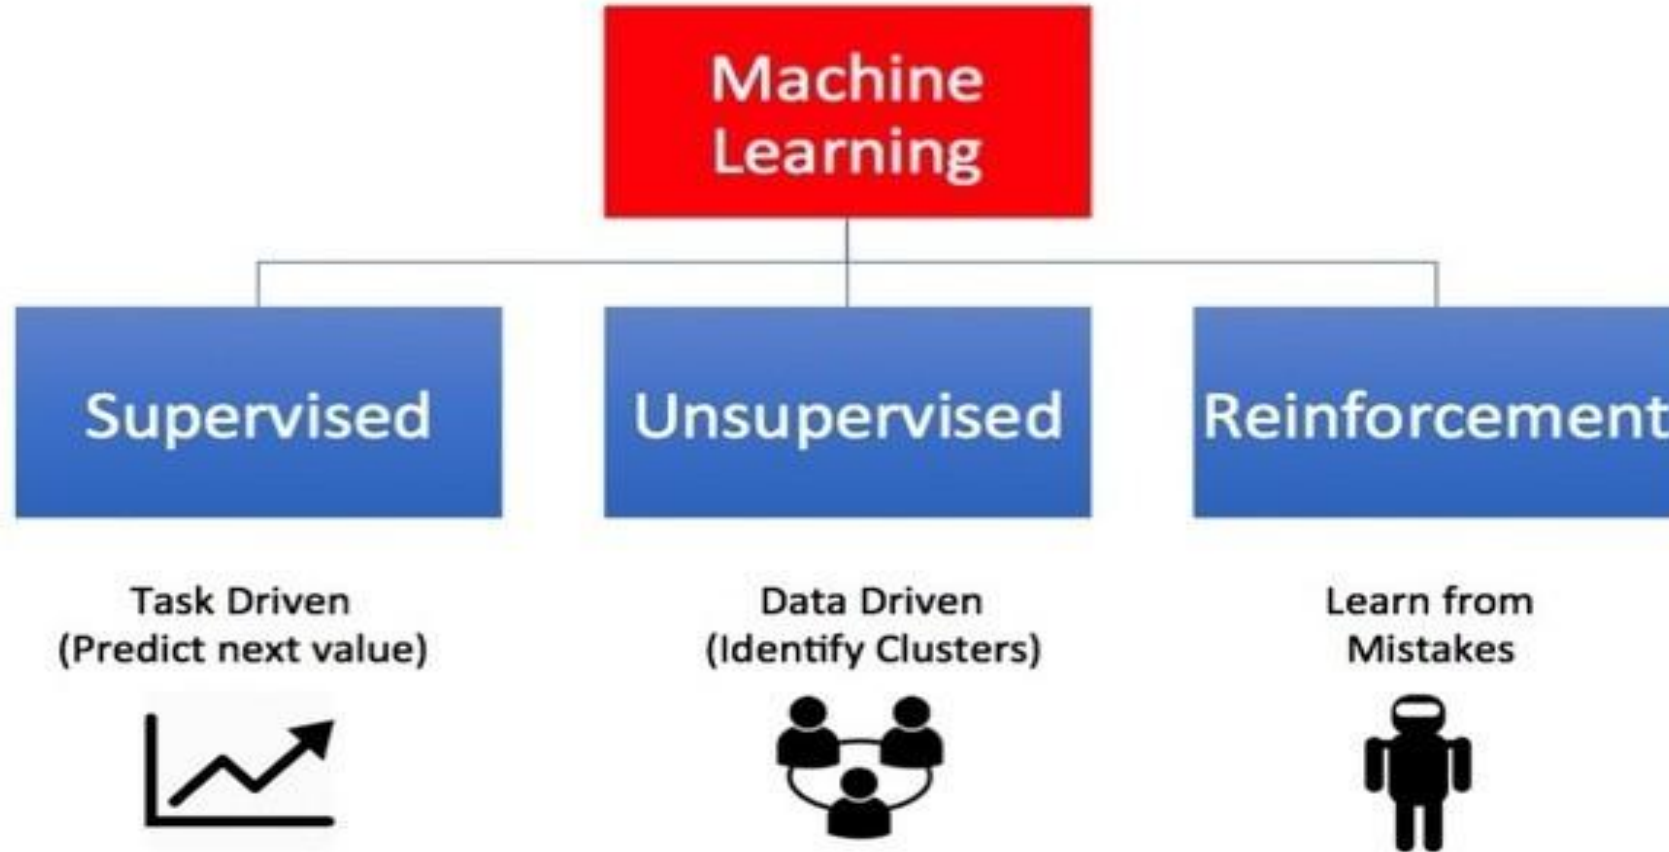 Machine
Learning
Supervised
Unsupervised
Reinforcement
Task Driven
(Predict next value)
Data Driven
(Identify Clusters)
Learn from
Mistakes